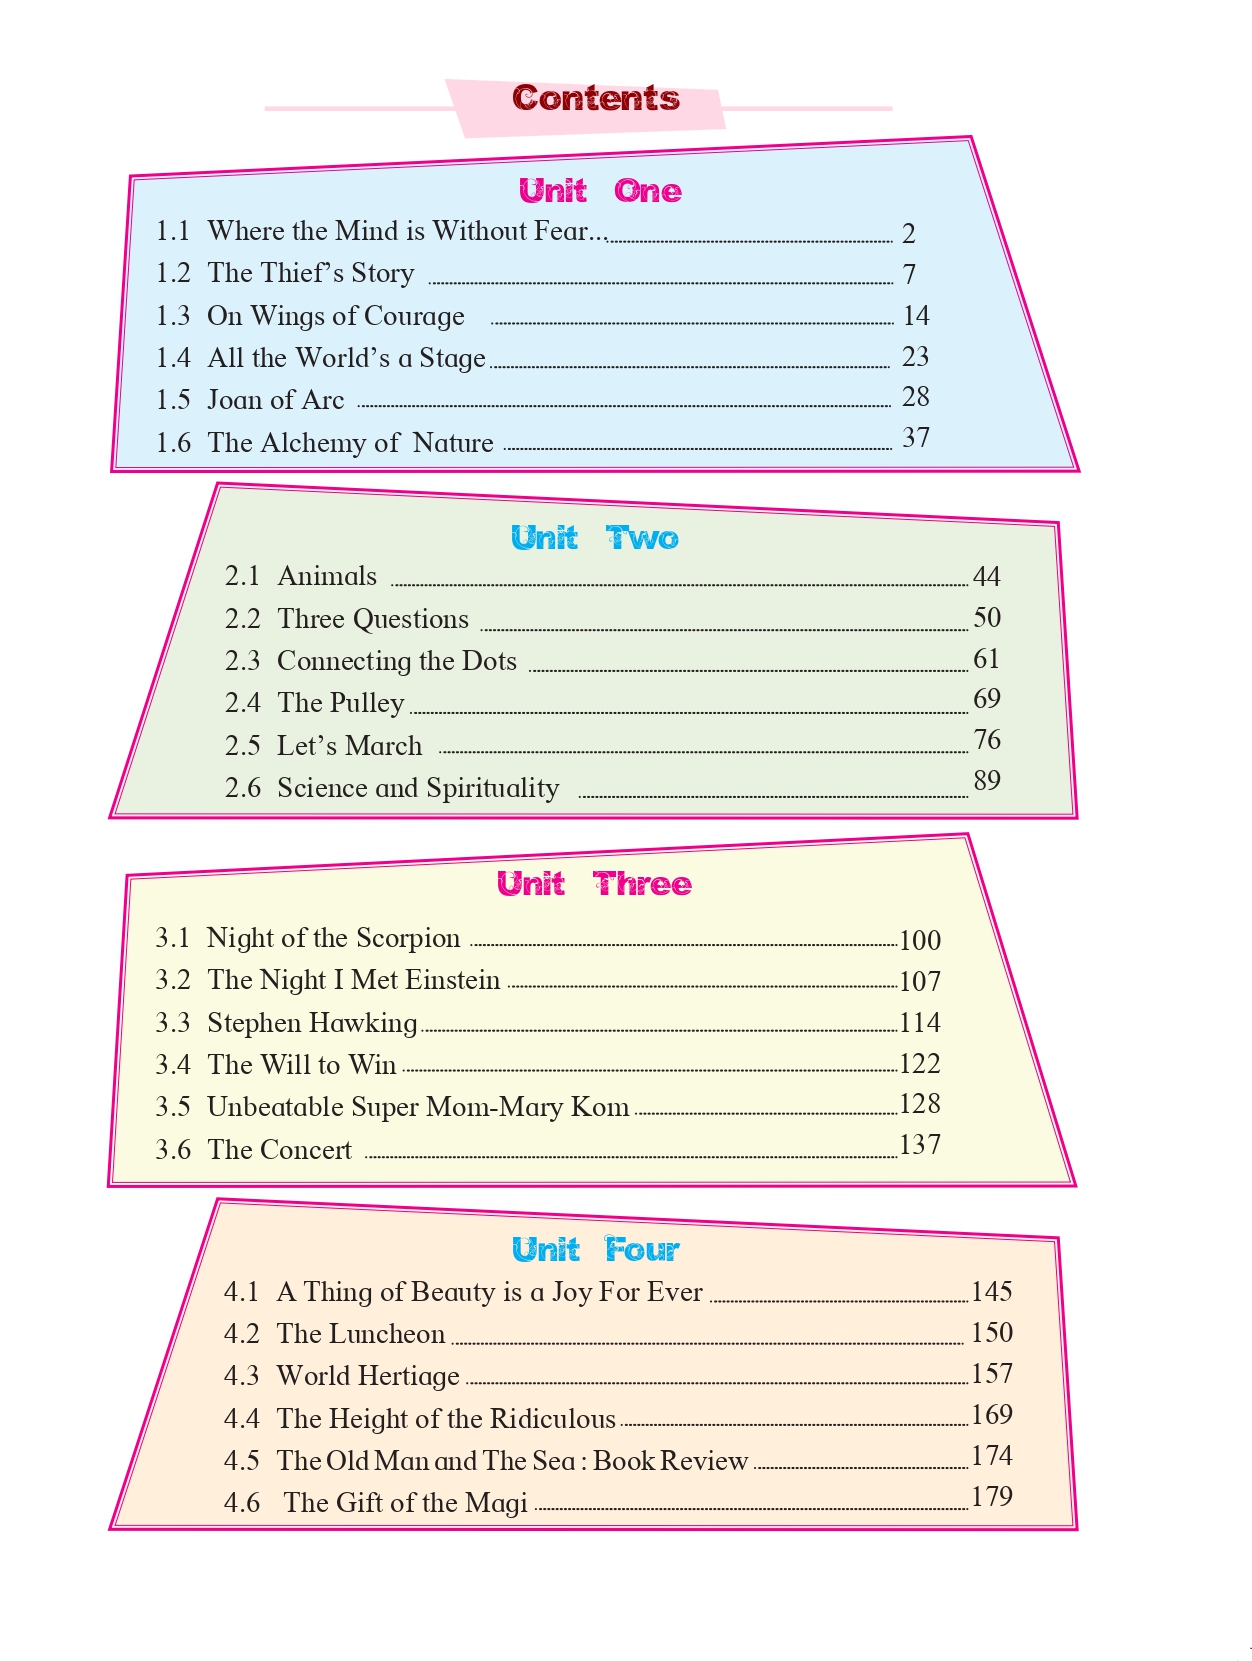 Contents
Unit One
1.1 Where the Mind is Without Fear... 2
1.2 The Thief’s Story 7
1.3 On Wings of Courage 14
1.4 All the World’s a Stage 23
1.5 Joan of Arc 28
1.6 The Alchemy of Nature 37
Unit Two
2.1 Animals 44
2.2 Three Questions 50
2.3 Connecting the Dots 61
2.4 The Pulley 69
2.5 Let’s March 76
2.6 Science and Spirituality 89
Unit Three
3.1 Night of the Scorpion 100
3.2 The Night I Met Einstein 107
3.3 Stephen Hawking 114
3.4 The Will to Win 122
3.5 Unbeatable Super Mom-Mary Kom 128
3.6 The Concert 137
Unit Four
4.1 A Thing of Beauty is a Joy For Ever 145
4.2 The Luncheon 150
4.3 World Hertiage 157
4.4 The Height of the Ridiculous 169
4.5 The Old Man and The Sea : Book Review 174
4.6 The Gift of the Magi 179